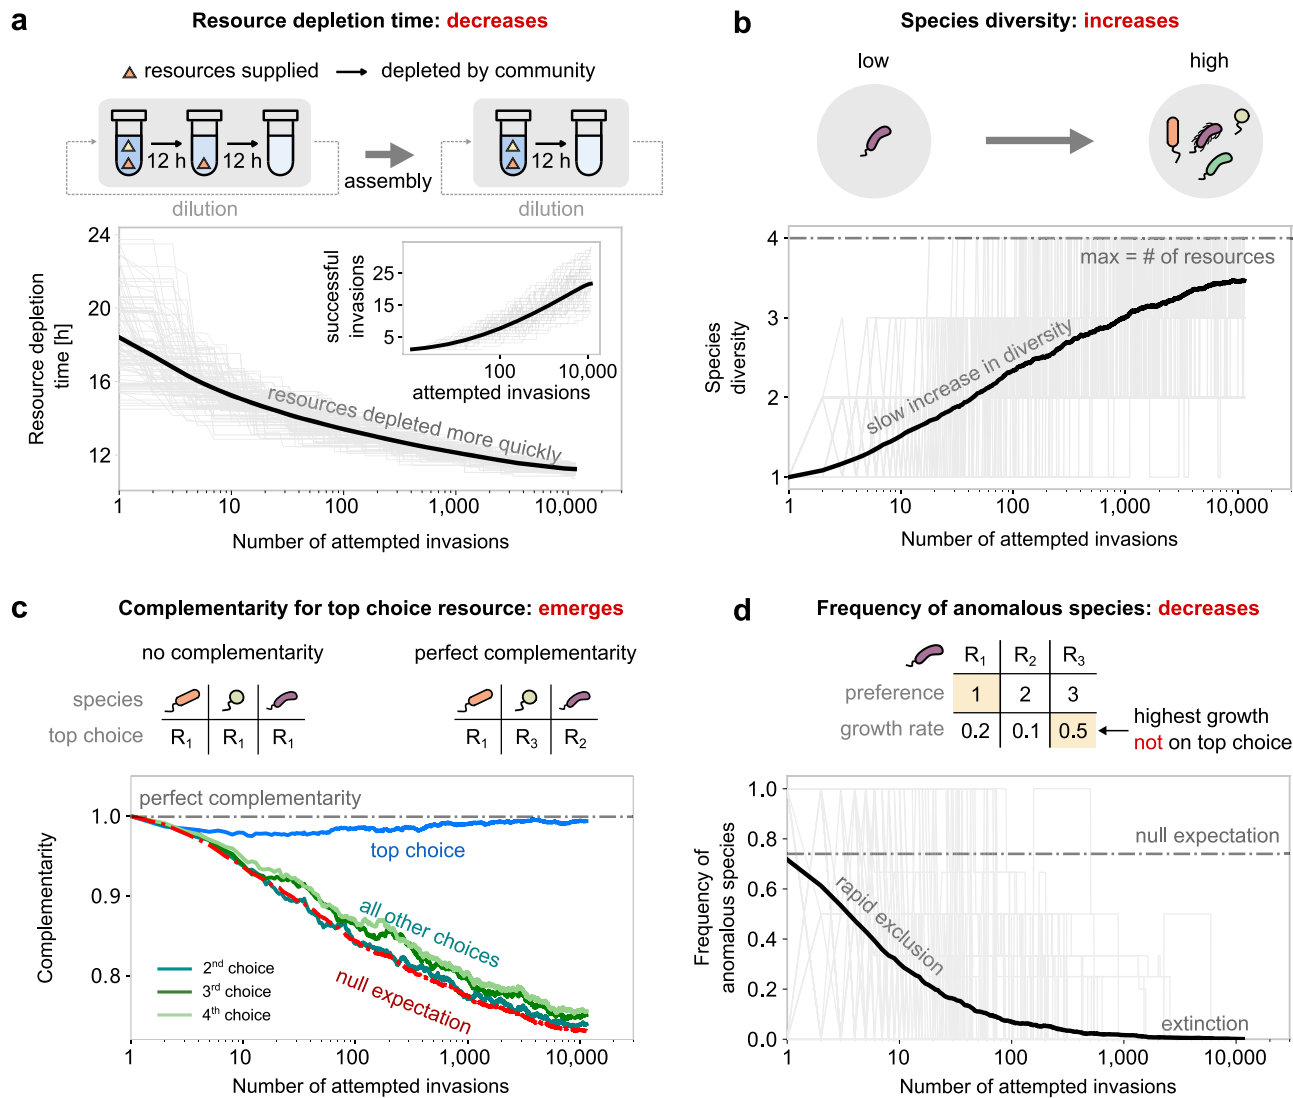 a
Resource depletion time: decreases
resources supplied → depleted by community
12 h
12 h
assembly
12 h
dilution
dilution
24
20
16
12
Resource depletion
time [h]
successful
invasions
25
15
5
100
10,000
attempted invasions
resources depleted more quickly
1
10
100
1,000
10,000
Number of attempted invasions
b
Species diversity: increases
low
high
4
3
2
1
Species
diversity
max = # of resources
slow increase in diversity
1
10
100
1,000
10,000
Number of attempted invasions
c
Complementarity for top choice resource: emerges
no complementarity
perfect complementarity
species
top choice
R1 R1 R1
R1 R3 R2
1.0
0.9
0.8
Complementarity
perfect complementarity
top choice
all other choices
null expectation
2nd choice
3rd choice
4th choice
1
10
100
1,000
10,000
Number of attempted invasions
d
Frequency of anomalous species: decreases
R1 R2 R3
preference 1 2 3
growth rate 0.2 0.1 0.5
highest growth
not on top choice
1.0
0.8
0.6
0.4
0.2
0.0
Frequency of
anomalous species
null expectation
rapid exclusion
extinction
1
10
100
1,000
10,000
Number of attempted invasions